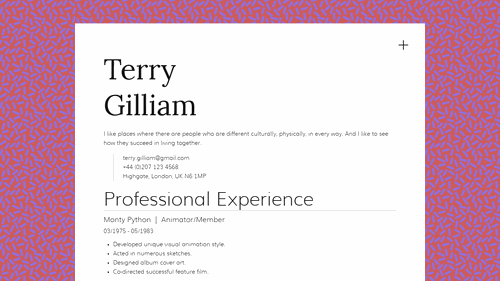 Terry
Gilliam
I like places where there are people who are different culturally, physically, in every way. And I like to see
how they succeed in living together.
terry.gilliam@gmail.com
+44 (0)207 123 4568
Highgate, London, UK N6 1MP
Professional Experience
Monty Python | Animator/Member
03/1975 - 05/1983
• Developed unique visual animation style.
• Acted in numerous sketches.
• Designed album cover art.
• Co-directed successful feature film.